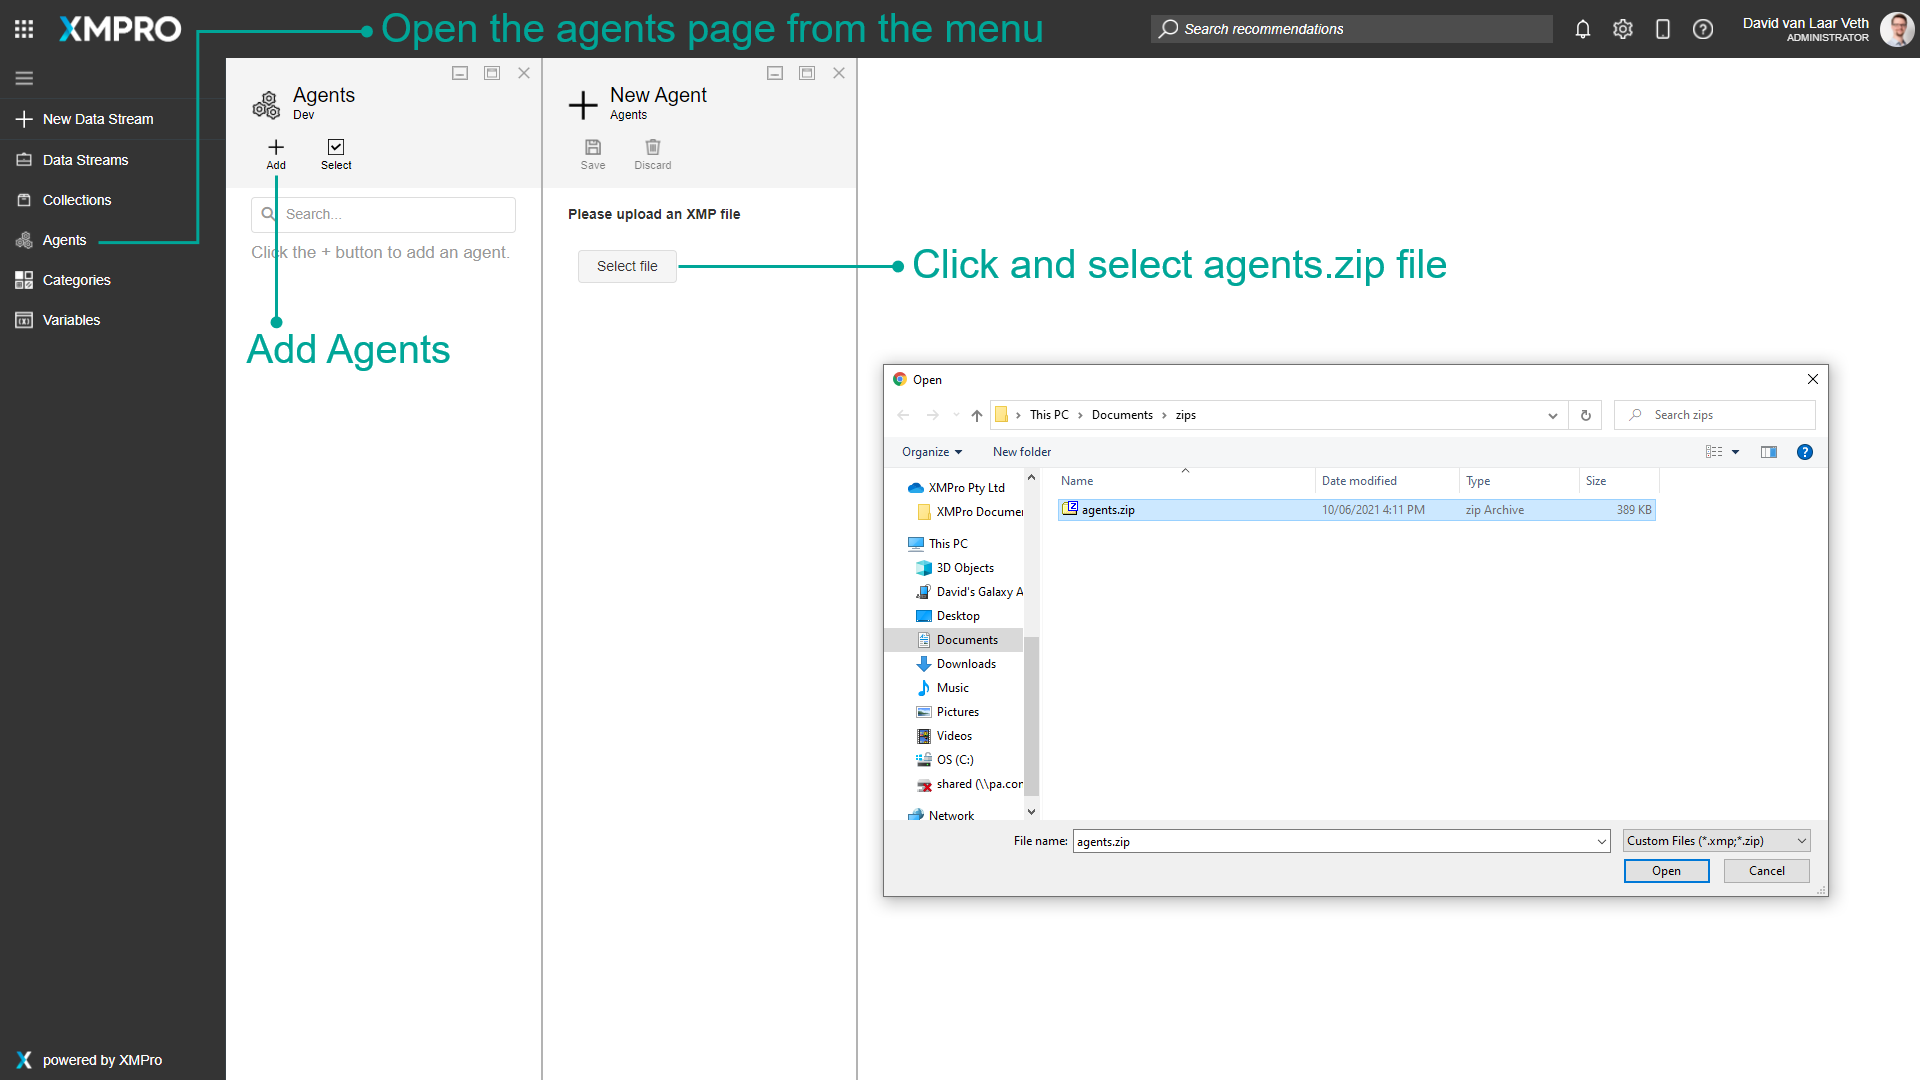 XMPRO
Open the agents page from the menu
Search recommendations
David van Laar Veth
ADMINISTRATOR
New Data Stream
Data Streams
Collections
Agents
Categories
Variables
powered by XMPro
Agents
Dev
Add
Select
Search...
Click the + button to add an agent.
Add Agents
New Agent
Agents
Save
Discard
Please upload an XMP file
Select file
Click and select agents.zip file
Open
This PC > Documents > zips
Search zips
Organize
New folder
XMPro Pty Ltd
XMPro Documer
This PC
3D Objects
David's Galaxy A
Desktop
Documents
Downloads
Music
Pictures
Videos
OS (C:)
shared (\\pa.cor
Network
Name Date modified Type Size
agents.zip 10/06/2021 4:11 PM zip Archive 389 KB
File name: agents.zip
Custom Files (*.xmp;*.zip)
Open
Cancel